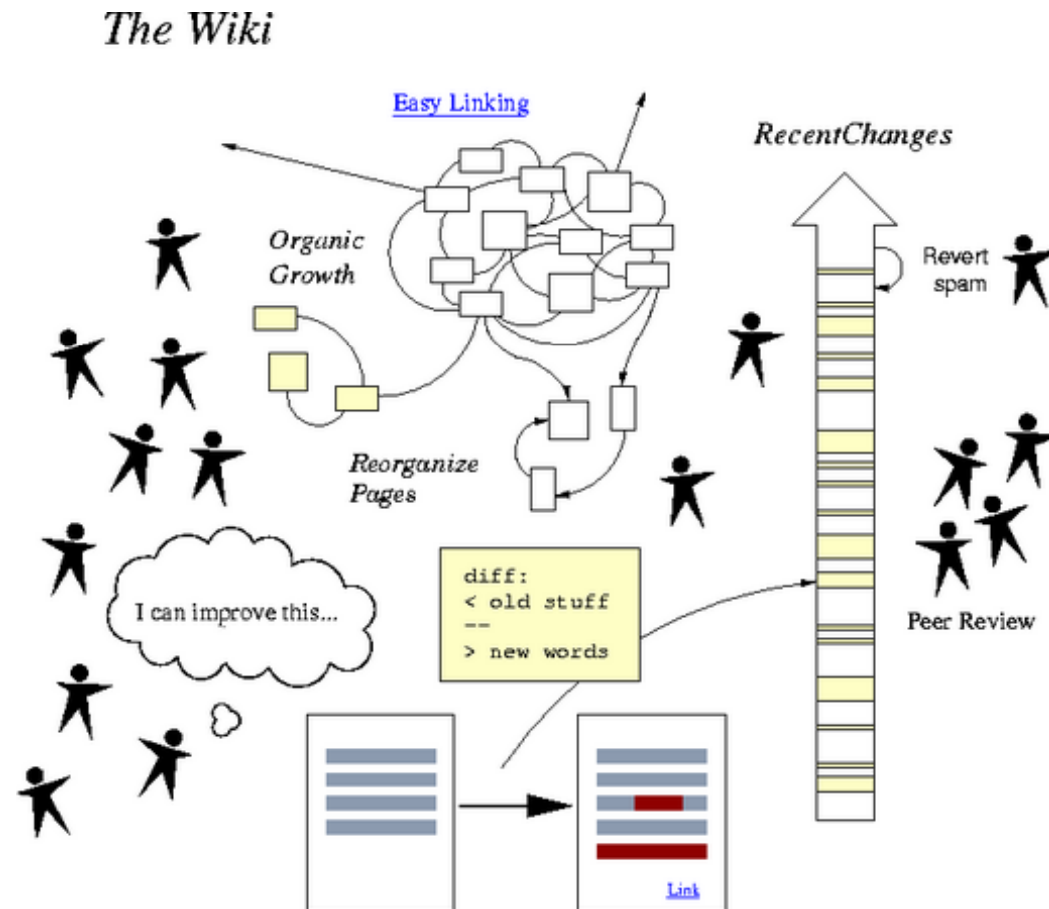 The Wiki
Easy Linking
RecentChanges
Organic
Growth
Revert
spam
Reorganize
Pages
I can improve this...
diff:
< old stuff
--
> new words
Peer Review
Link